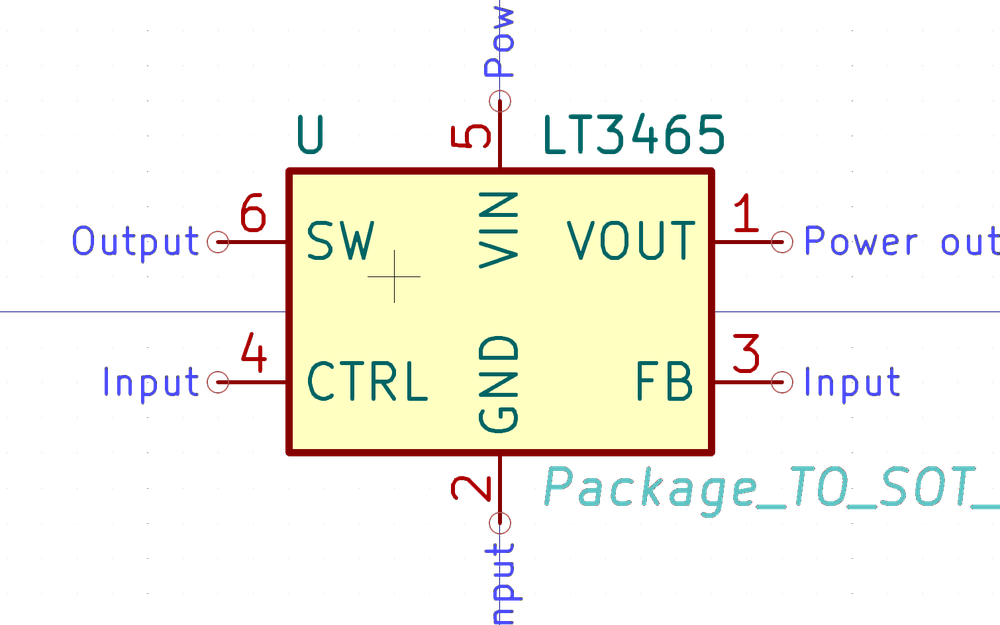 Pow
U
5
LT3465
6
VIN
1
Output
SW
VOUT
Power out
4
GND
3
Input
CTRL
FB
Input
2
Package_TO_SOT_
nput